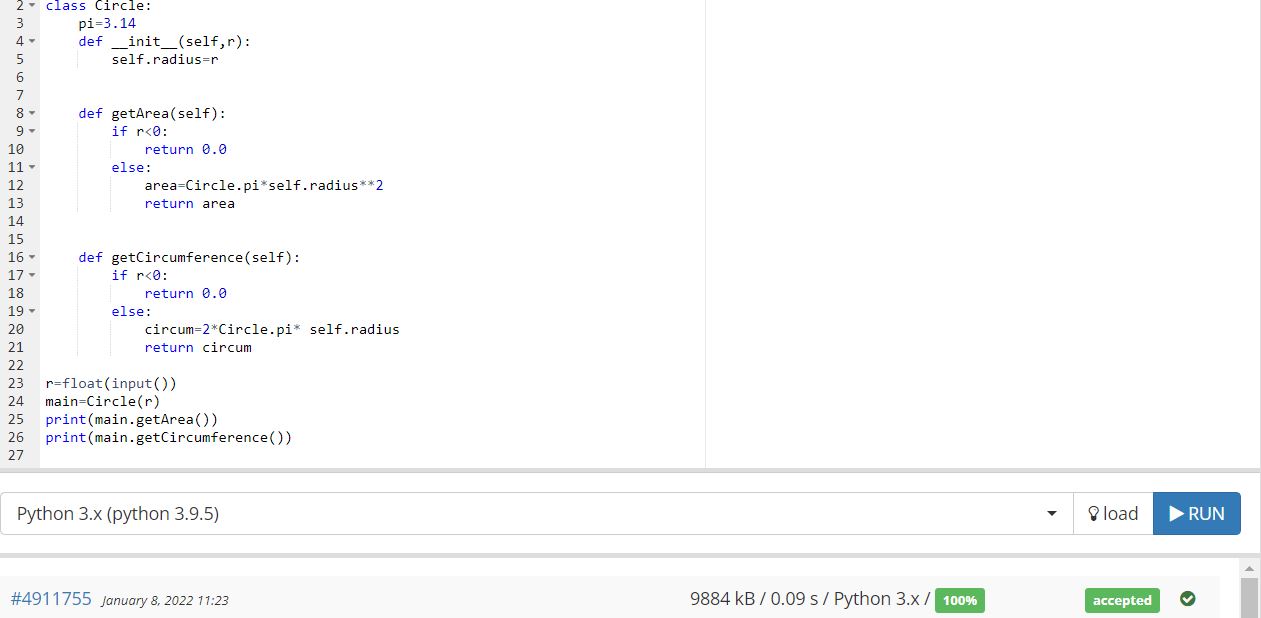 2 class Circle:
3     pi=3.14
4     def __init__(self,r):
5         self.radius=r
6
7
8     def getArea(self):
9         if r<0:
10             return 0.0
11         else:
12             area=Circle.pi*self.radius**2
13             return area
14
15
16     def getCircumference(self):
17         if r<0:
18             return 0.0
19         else:
20             circum=2*Circle.pi* self.radius
21             return circum
22
23 r=float(input())
24 main=Circle(r)
25 print(main.getArea())
26 print(main.getCircumference())
27
Python 3.x (python 3.9.5) load RUN
#4911755 January 8, 2022 11:23 9884 kB / 0.09 s / Python 3.x / 100% accepted